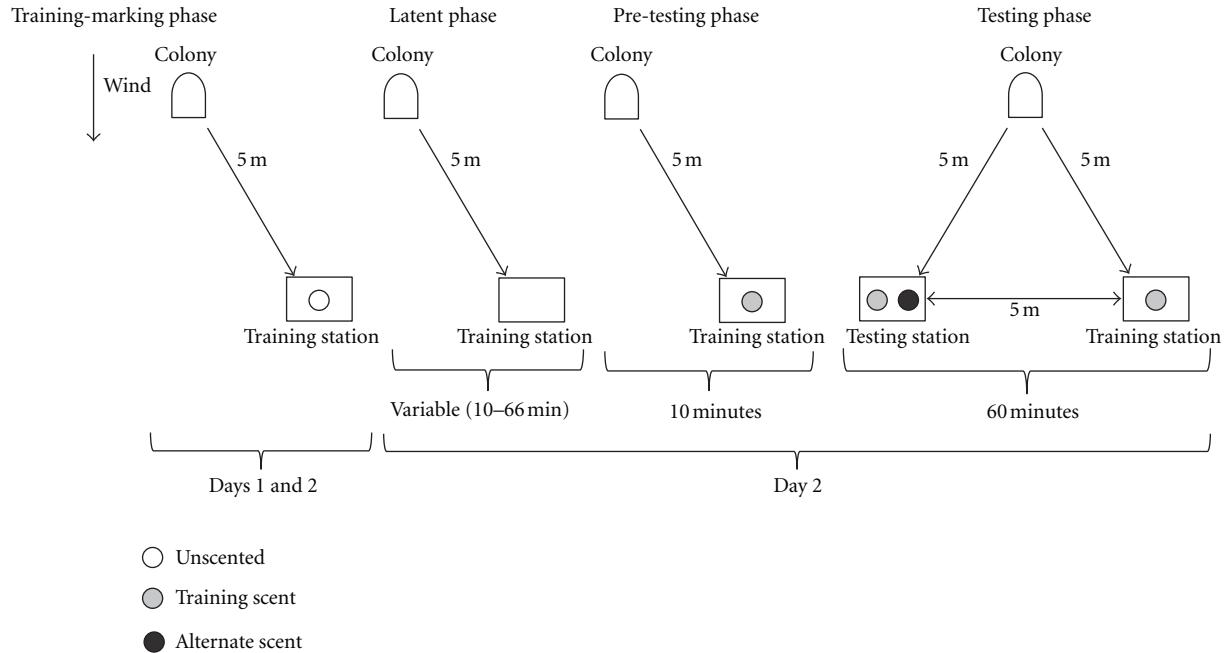 Training-marking phase
Latent phase
Pre-testing phase
Testing phase
Wind
Colony
Colony
Colony
Colony
5 m
5 m
5 m
5 m
5 m
5 m
Training station
Training station
Training station
Testing station
Training station
Variable (10–66 min)
10 minutes
60 minutes
Days 1 and 2
Day 2
Unscented
Training scent
Alternate scent